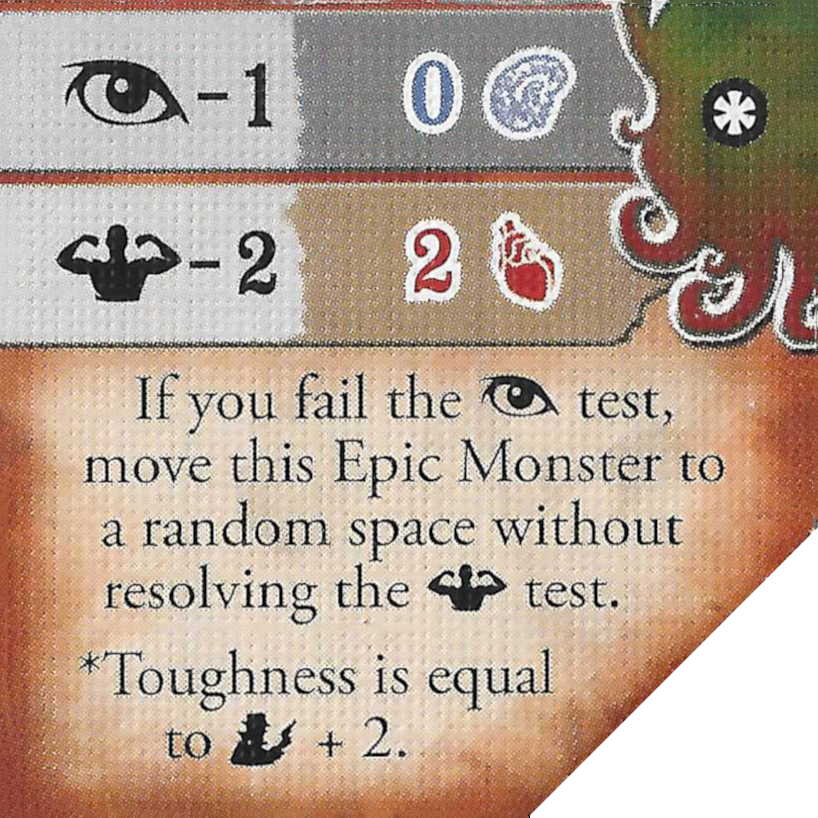 -1 0
-2 2
If you fail the test,
move this Epic Monster to
a random space without
resolving the test.
*Toughness is equal
to + 2.